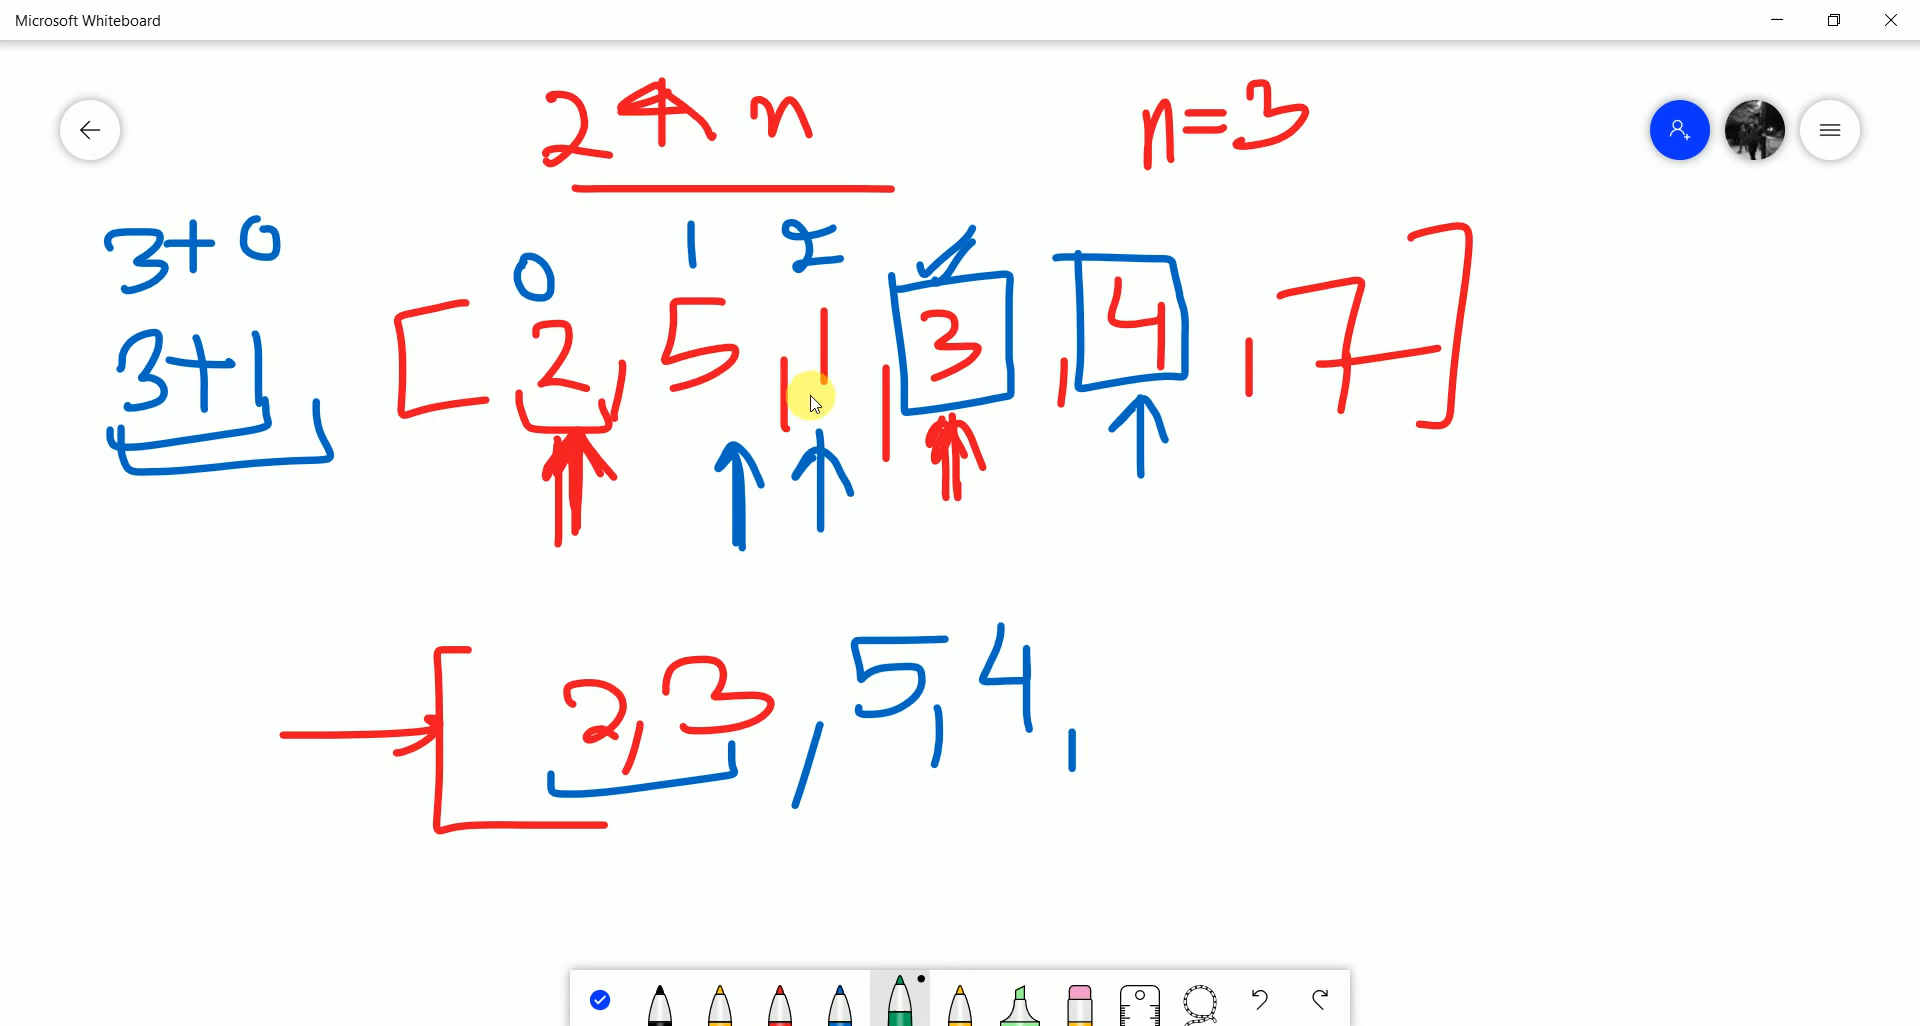 Microsoft Whiteboard
2 * n
n=3
3+0
0 1 2
[2, 5, 1, 3, 4, 7]
3+1
[2, 3, 5, 4,